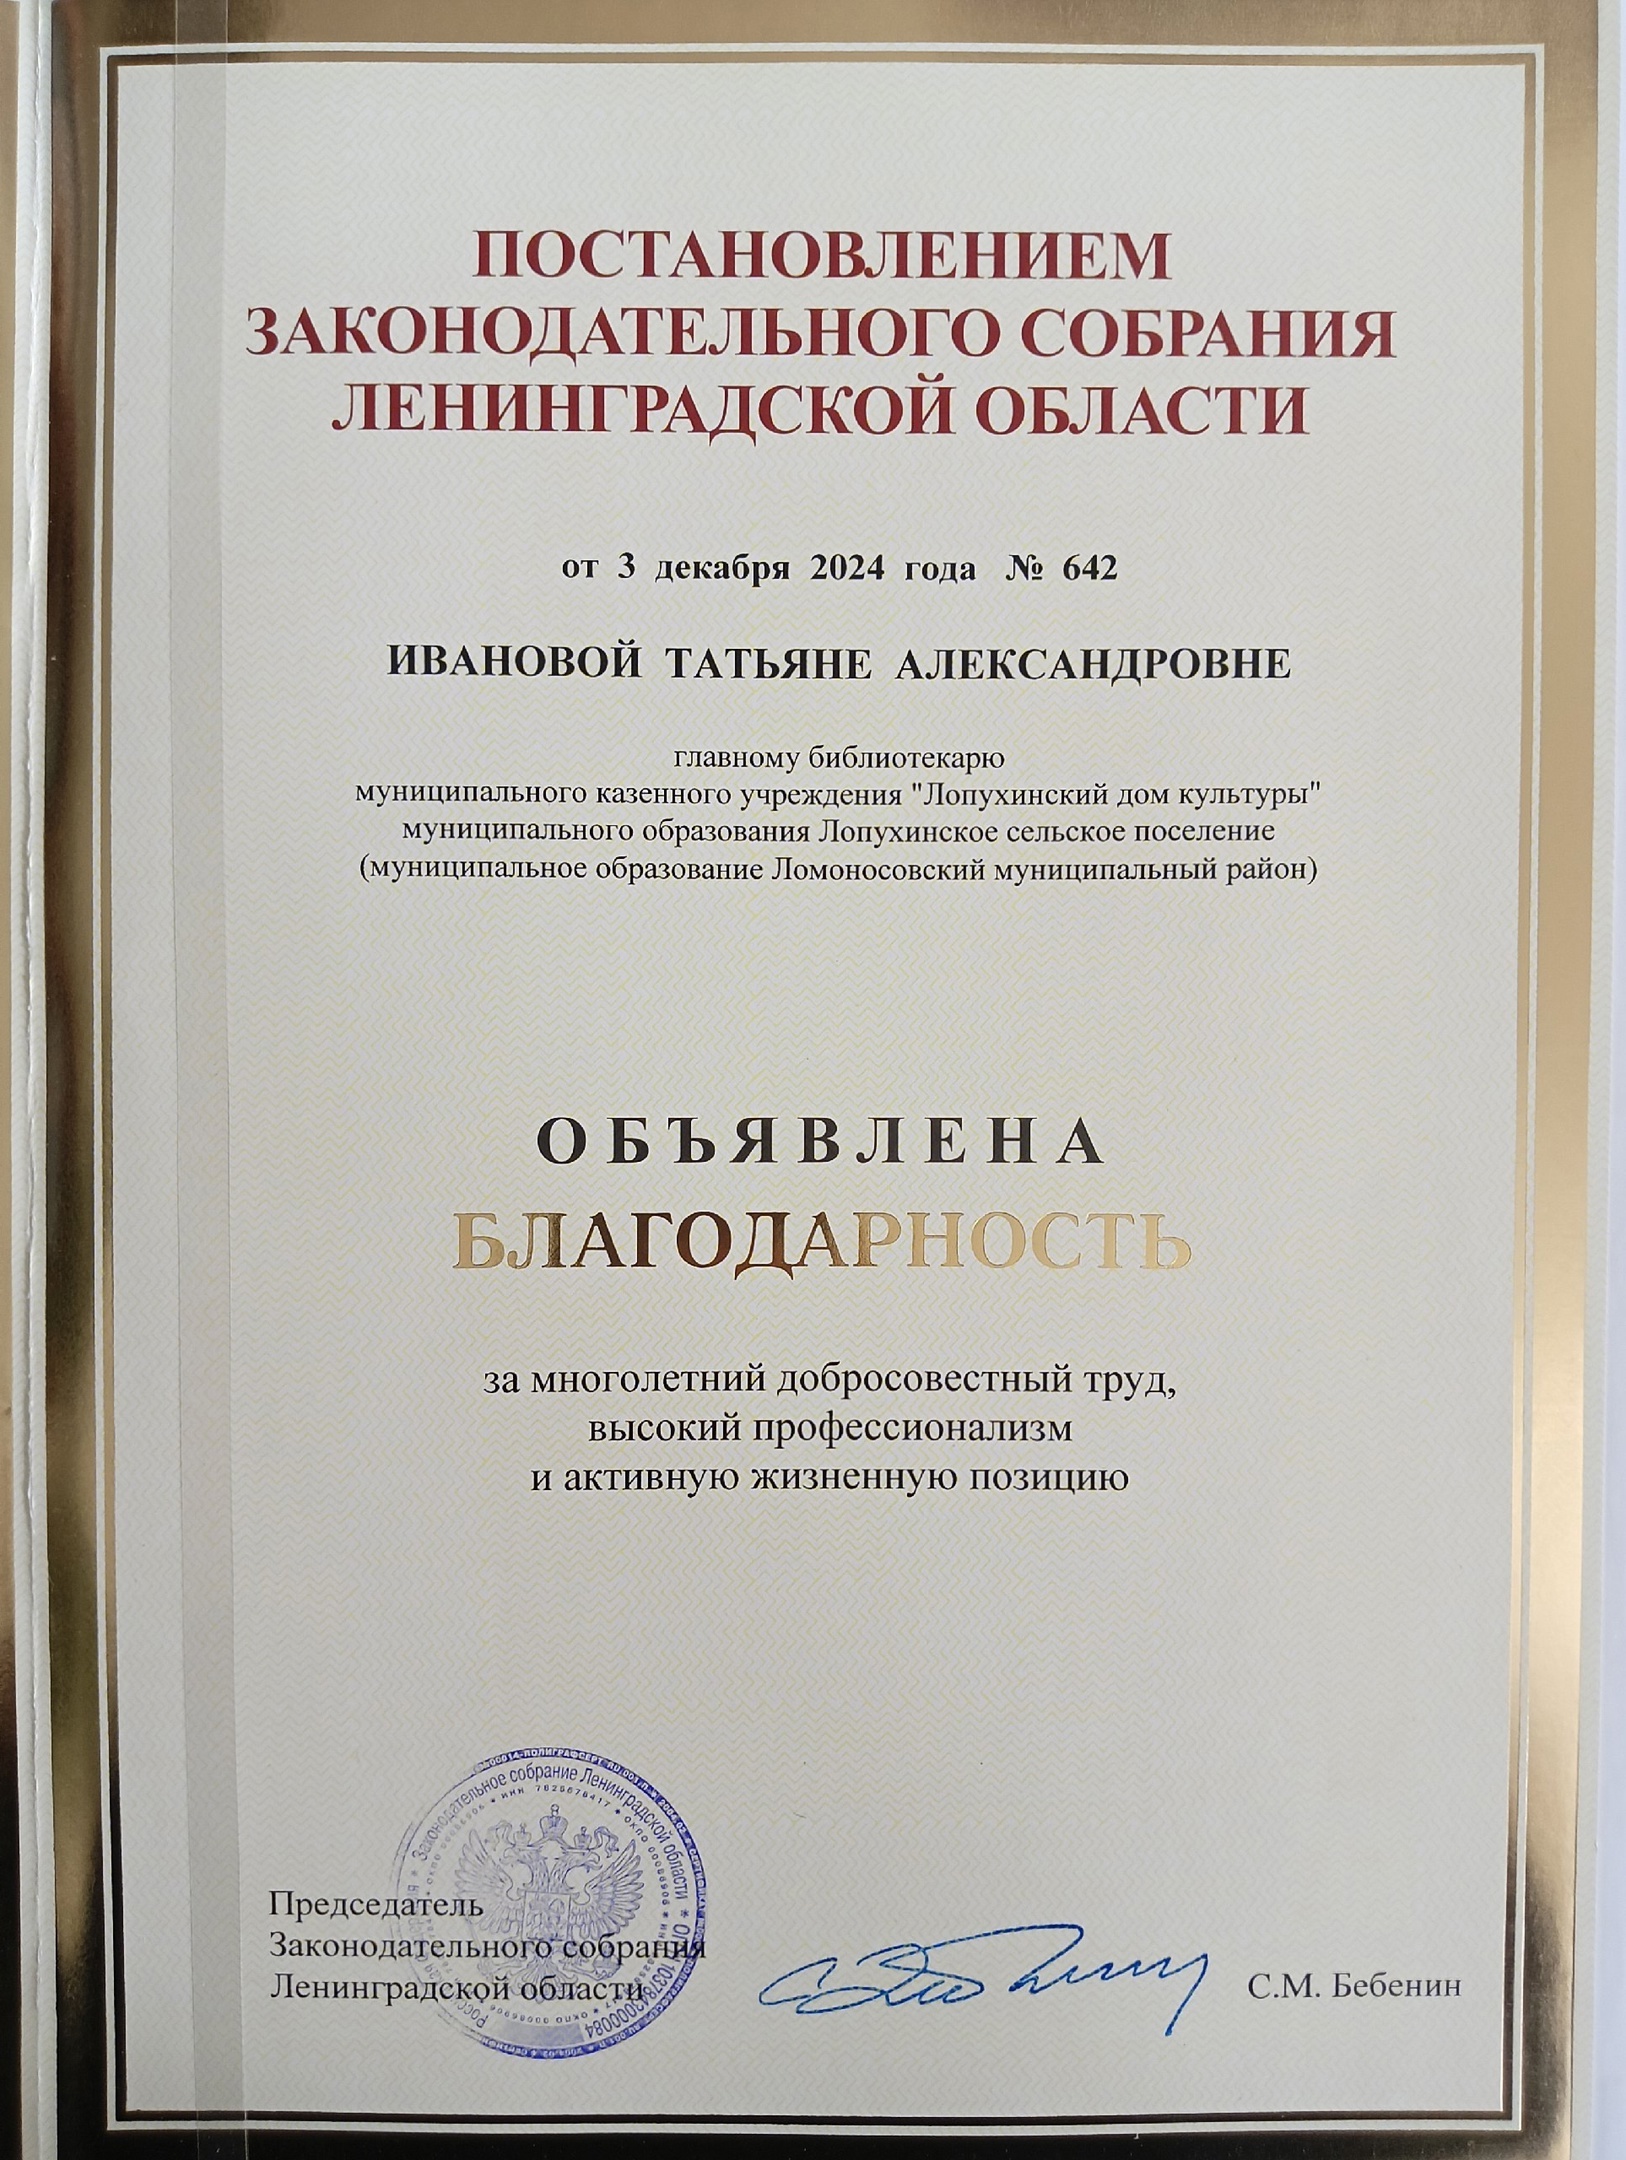 ПОСТАНОВЛЕНИЕМ
ЗАКОНОДАТЕЛЬНОГО СОБРАНИЯ
ЛЕНИНГРАДСКОЙ ОБЛАСТИ
от 3 декабря 2024 года № 642
ИВАНОВОЙ ТАТЬЯНЕ АЛЕКСАНДРОВНЕ
главному библиотекарю
муниципального казенного учреждения "Лопухинский дом культуры"
муниципального образования Лопухинское сельское поселение
(муниципальное образование Ломоносовский муниципальный район)
ОБЪЯВЛЕНА
БЛАГОДАРНОСТЬ
за многолетний добросовестный труд,
высокий профессионализм
и активную жизненную позицию
Законодательное собрание Ленинградской области
Председатель
Законодательного собрания
Ленинградской области
С.М. Бебенин